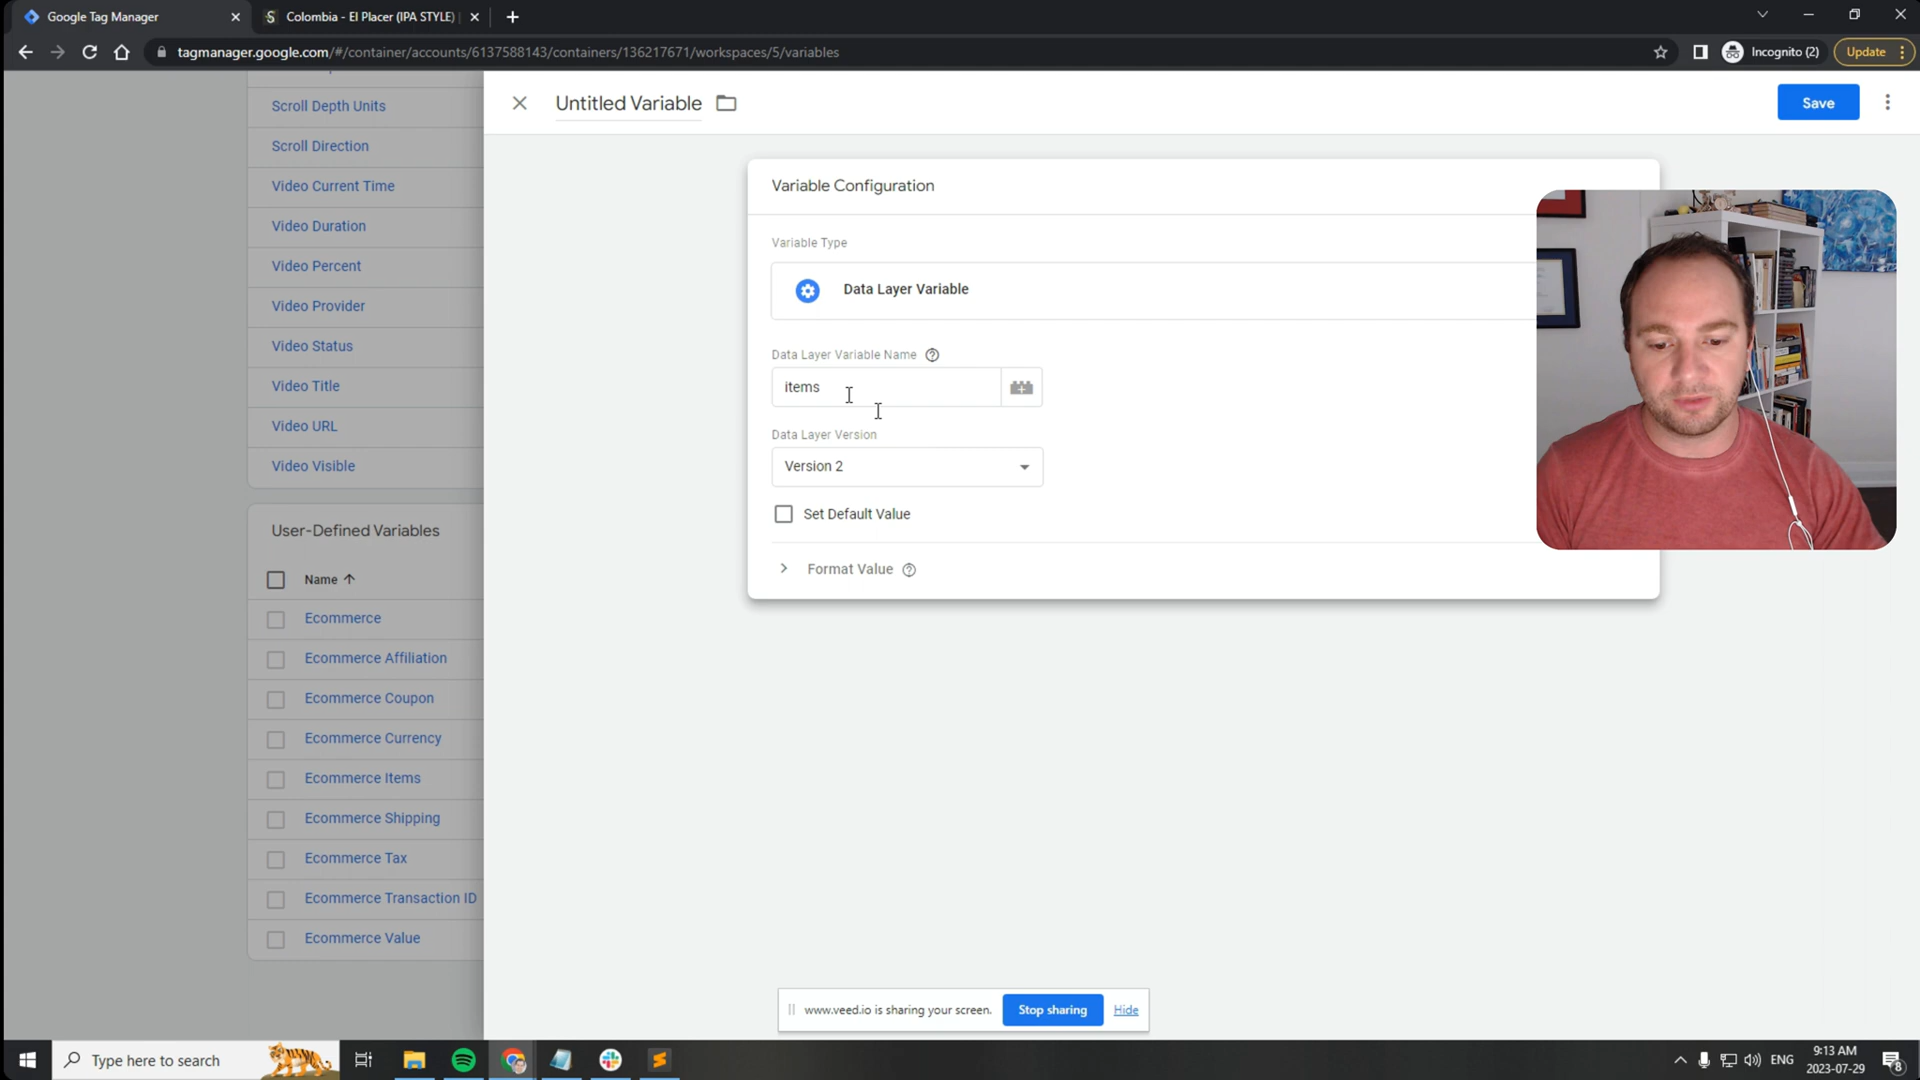 Google Tag Manager
Colombia - El Placer (IPA STYLE)
tagmanager.google.com/#/container/accounts/6137588143/containers/136217671/workspaces/5/variables
Incognito (2)
Update
Scroll Depth Units
Scroll Direction
Video Current Time
Video Duration
Video Percent
Video Provider
Video Status
Video Title
Video URL
Video Visible
User-Defined Variables
Name
Ecommerce
Ecommerce Affiliation
Ecommerce Coupon
Ecommerce Currency
Ecommerce Items
Ecommerce Shipping
Ecommerce Tax
Ecommerce Transaction ID
Ecommerce Value
Untitled Variable
Save
Variable Configuration
Variable Type
Data Layer Variable
Data Layer Variable Name
items
Data Layer Version
Version 2
Set Default Value
Format Value
www.veed.io is sharing your screen.
Stop sharing
Hide
Type here to search
ENG
9:13 AM
2023-07-29
8